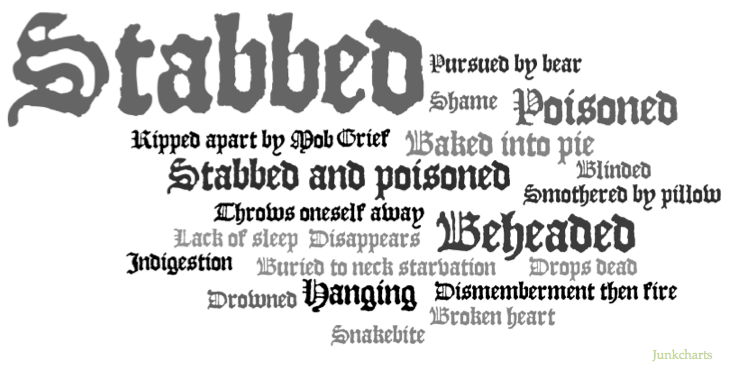 Stabbed
Pursued by bear
Shame
Poisoned
Ripped apart by Mob Grief
Baked into pie
Blinded
Stabbed and poisoned
Smothered by pillow
Throws oneself away
Beheaded
Lack of sleep Disappears
Indigestion
Buried to neck starvation
Drops dead
Drowned
Hanging
Dismemberment then fire
Broken heart
Snakebite
Junkcharts